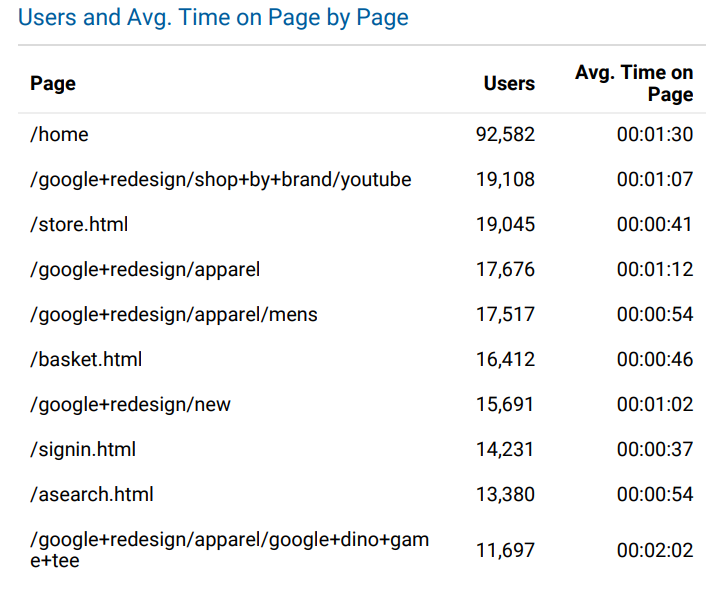 Users and Avg. Time on Page by Page
Page Users Avg. Time on
Page
/home 92,582 00:01:30
/google+redesign/shop+by+brand/youtube 19,108 00:01:07
/store.html 19,045 00:00:41
/google+redesign/apparel 17,676 00:01:12
/google+redesign/apparel/mens 17,517 00:00:54
/basket.html 16,412 00:00:46
/google+redesign/new 15,691 00:01:02
/signin.html 14,231 00:00:37
/asearch.html 13,380 00:00:54
/google+redesign/apparel/google+dino+gam
e+tee 11,697 00:02:02